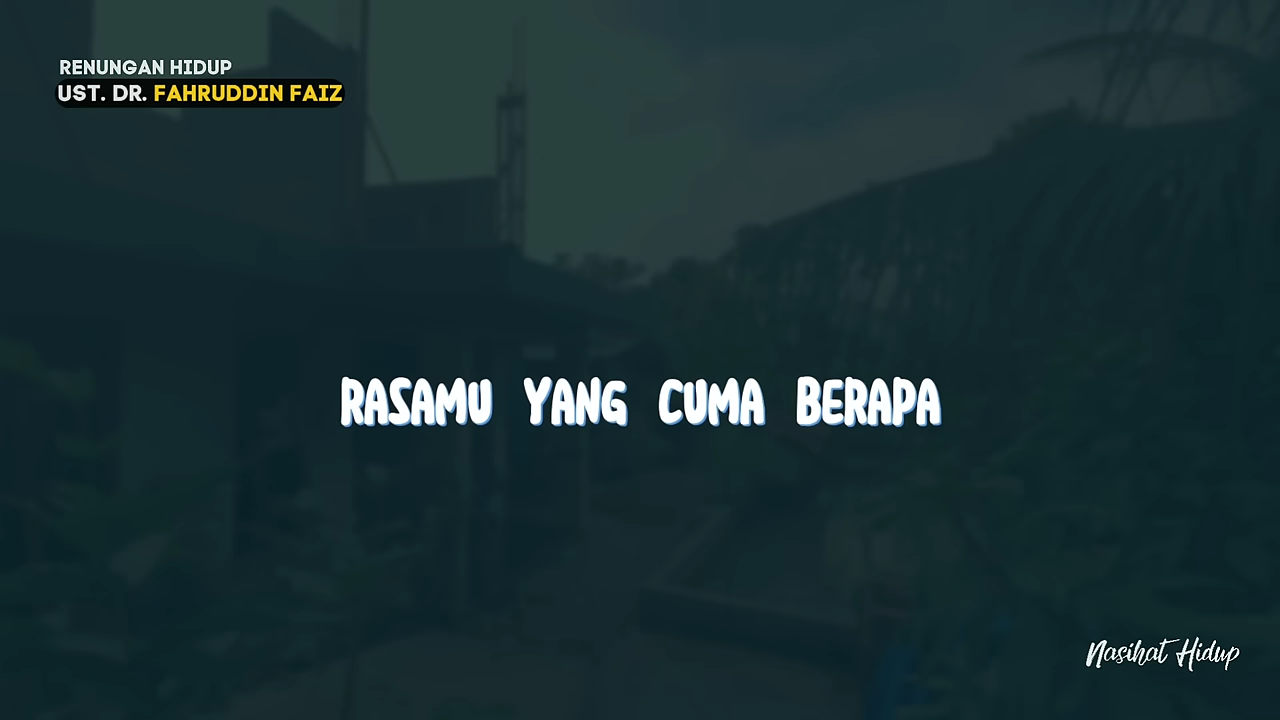 RENUNGAN HIDUP
UST. DR. FAHRUDDIN FAIZ
RASAMU YANG CUMA BERAPA
Nasihat Hidup